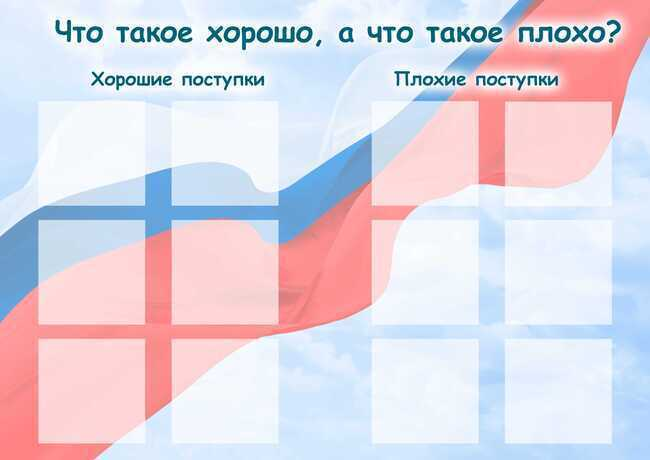 Что такое хорошо, а что такое плохо?
Хорошие поступки
Плохие поступки